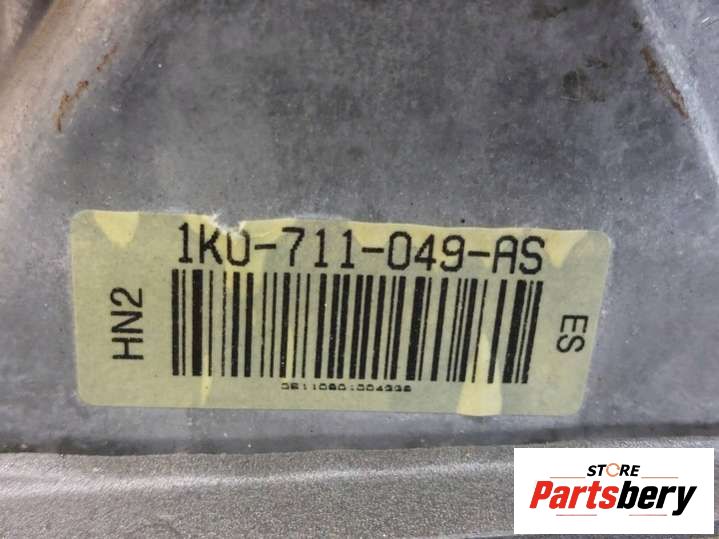 1K0-711-049-AS
HN2
ES
STORE
Partsbery